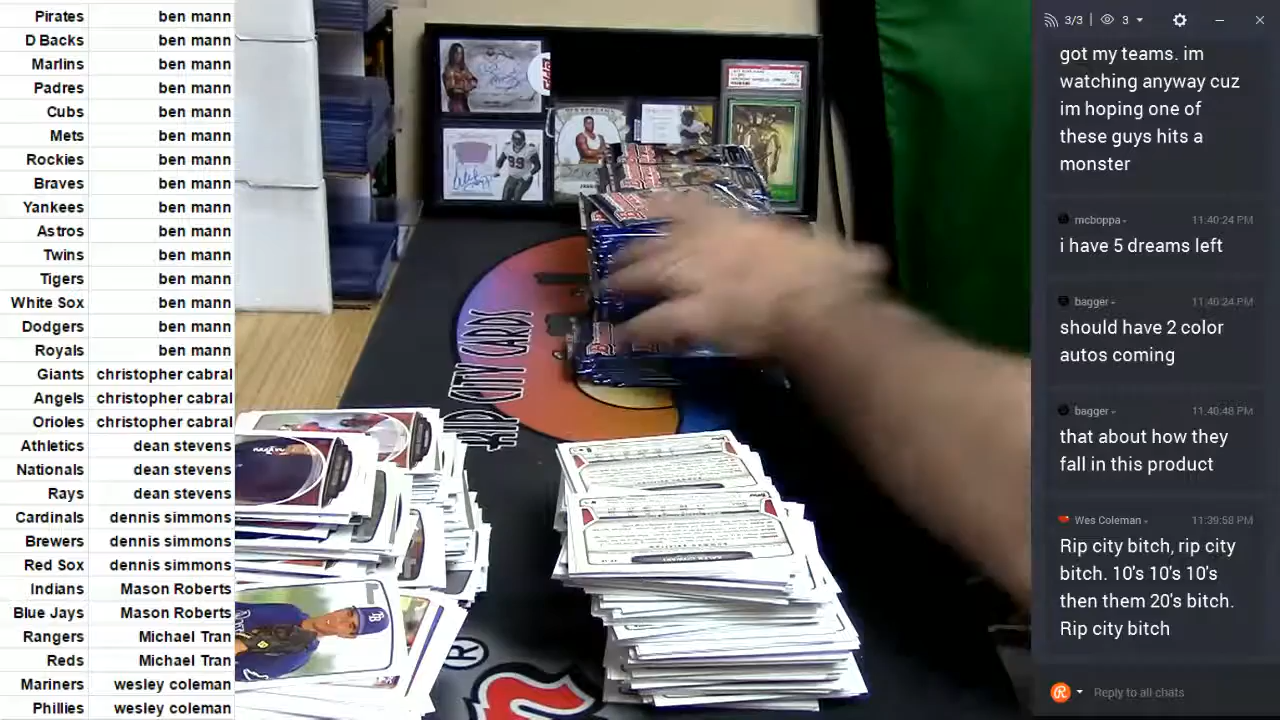 Pirates ben mann
D Backs ben mann
Marlins ben mann
Padres ben mann
Cubs ben mann
Mets ben mann
Rockies ben mann
Braves ben mann
Yankees ben mann
Astros ben mann
Twins ben mann
Tigers ben mann
White Sox ben mann
Dodgers ben mann
Royals ben mann
Giants christopher cabral
Angels christopher cabral
Orioles christopher cabral
Athletics dean stevens
Nationals dean stevens
Rays dean stevens
Cardinals dennis simmons
Brewers dennis simmons
Red Sox dennis simmons
Indians Mason Roberts
Blue Jays Mason Roberts
Rangers Michael Tran
Reds Michael Tran
Mariners wesley coleman
Phillies wesley coleman
RIP CITY CARDS
®
3/3 3
got my teams. im
watching anyway cuz
im hoping one of
these guys hits a
monster
mcboppa 11:40:24 PM
i have 5 dreams left
bagger 11:40:24 PM
should have 2 color
autos coming
bagger 11:40:48 PM
that about how they
fall in this product
Wes Coleman 11:39:58 PM
Rip city bitch, rip city
bitch. 10's 10's 10's
then them 20's bitch.
Rip city bitch
Reply to all chats